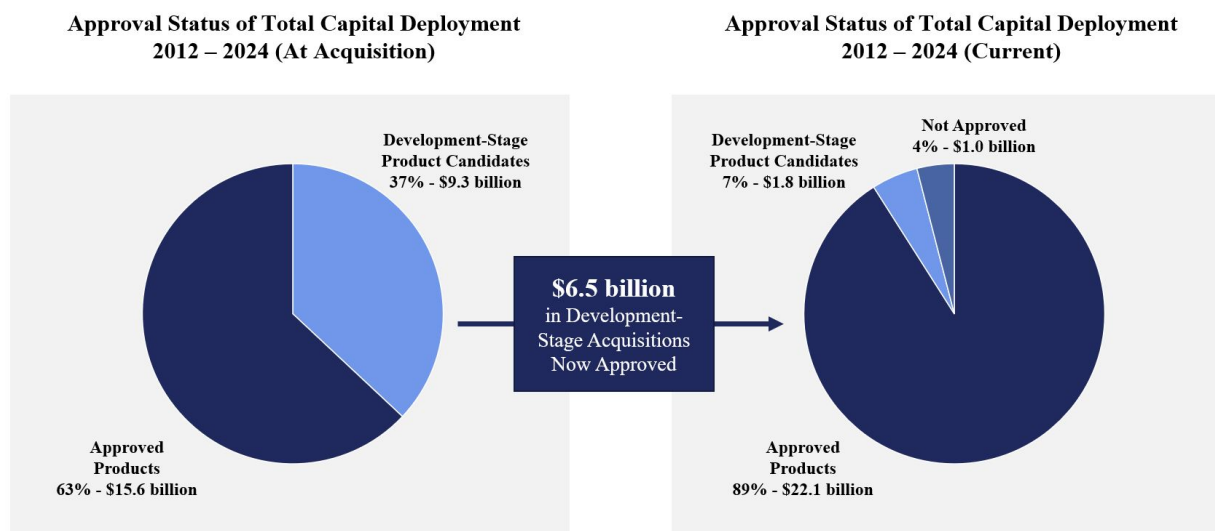 Approval Status of Total Capital Deployment
2012 – 2024 (At Acquisition)
Development-Stage
Product Candidates
37% - $9.3 billion
Approved
Products
63% - $15.6 billion
$6.5 billion
in Development-
Stage Acquisitions
Now Approved
Approval Status of Total Capital Deployment
2012 – 2024 (Current)
Not Approved
4% - $1.0 billion
Development-Stage
Product Candidates
7% - $1.8 billion
Approved
Products
89% - $22.1 billion